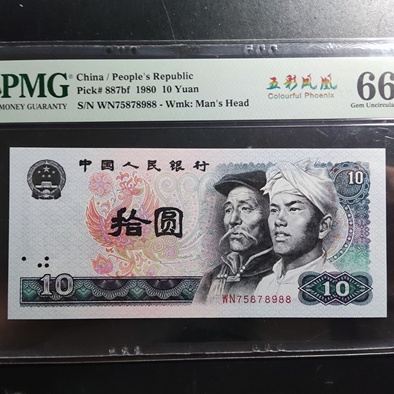 PMG
MONEY GUARANTY
China / People's Republic
Pick# 887bf 1980 10 Yuan
S/N WN75878988 - Wmk: Man's Head
五彩凤凰
Colourful Phoenix
66
Gem Uncircula
中国人民银行
10
拾圆
10
WN75878988
10